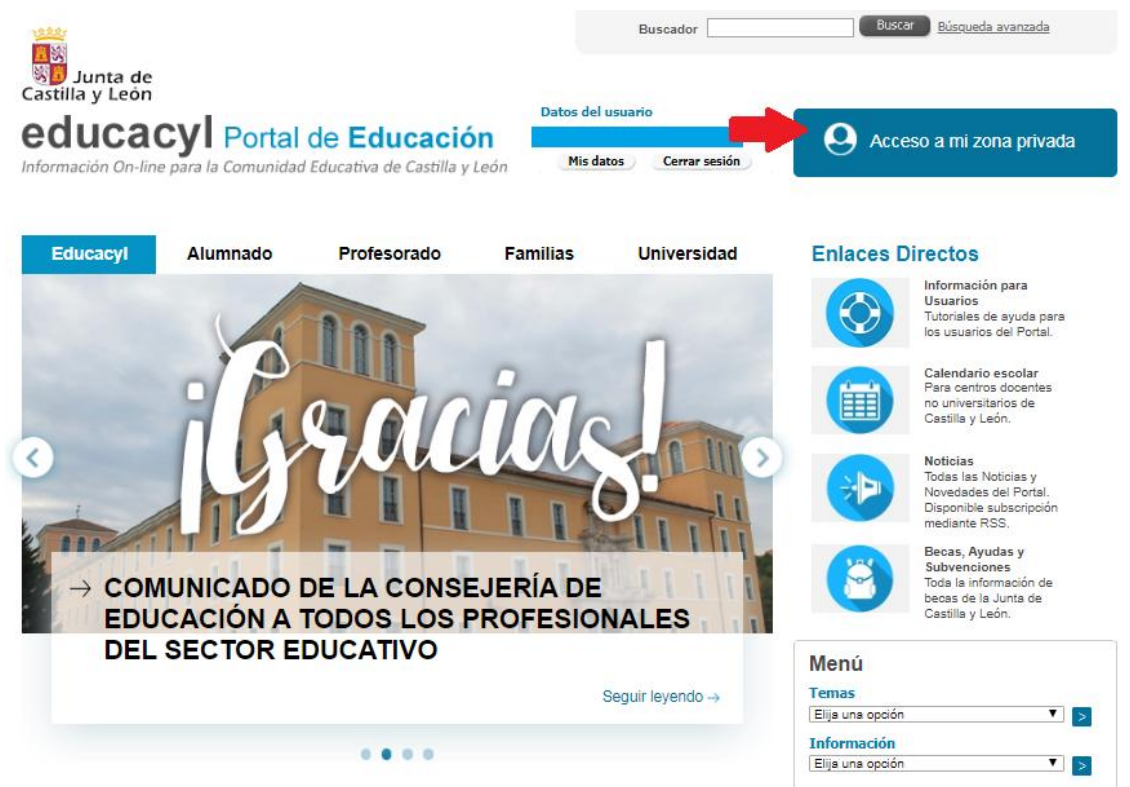 Buscador
Buscar
Búsqueda avanzada
Junta de
Castilla y León
educacyl Portal de Educación
Información On-line para la Comunidad Educativa de Castilla y León
Datos del usuario
Mis datos
Cerrar sesión
Acceso a mi zona privada
Educacyl
Alumnado
Profesorado
Familias
Universidad
¡Gracias!
→ COMUNICADO DE LA CONSEJERÍA DE
EDUCACIÓN A TODOS LOS PROFESIONALES
DEL SECTOR EDUCATIVO
Seguir leyendo →
Enlaces Directos
Información para
Usuarios
Tutoriales de ayuda para
los usuarios del Portal.
Calendario escolar
Para centros docentes
no universitarios de
Castilla y León.
Noticias
Todas las Noticias y
Novedades del Portal.
Disponible subscripción
mediante RSS.
Becas, Ayudas y
Subvenciones
Toda la información de
becas de la Junta de
Castilla y León.
Menú
Temas
Elija una opción
>
Información
Elija una opción
>